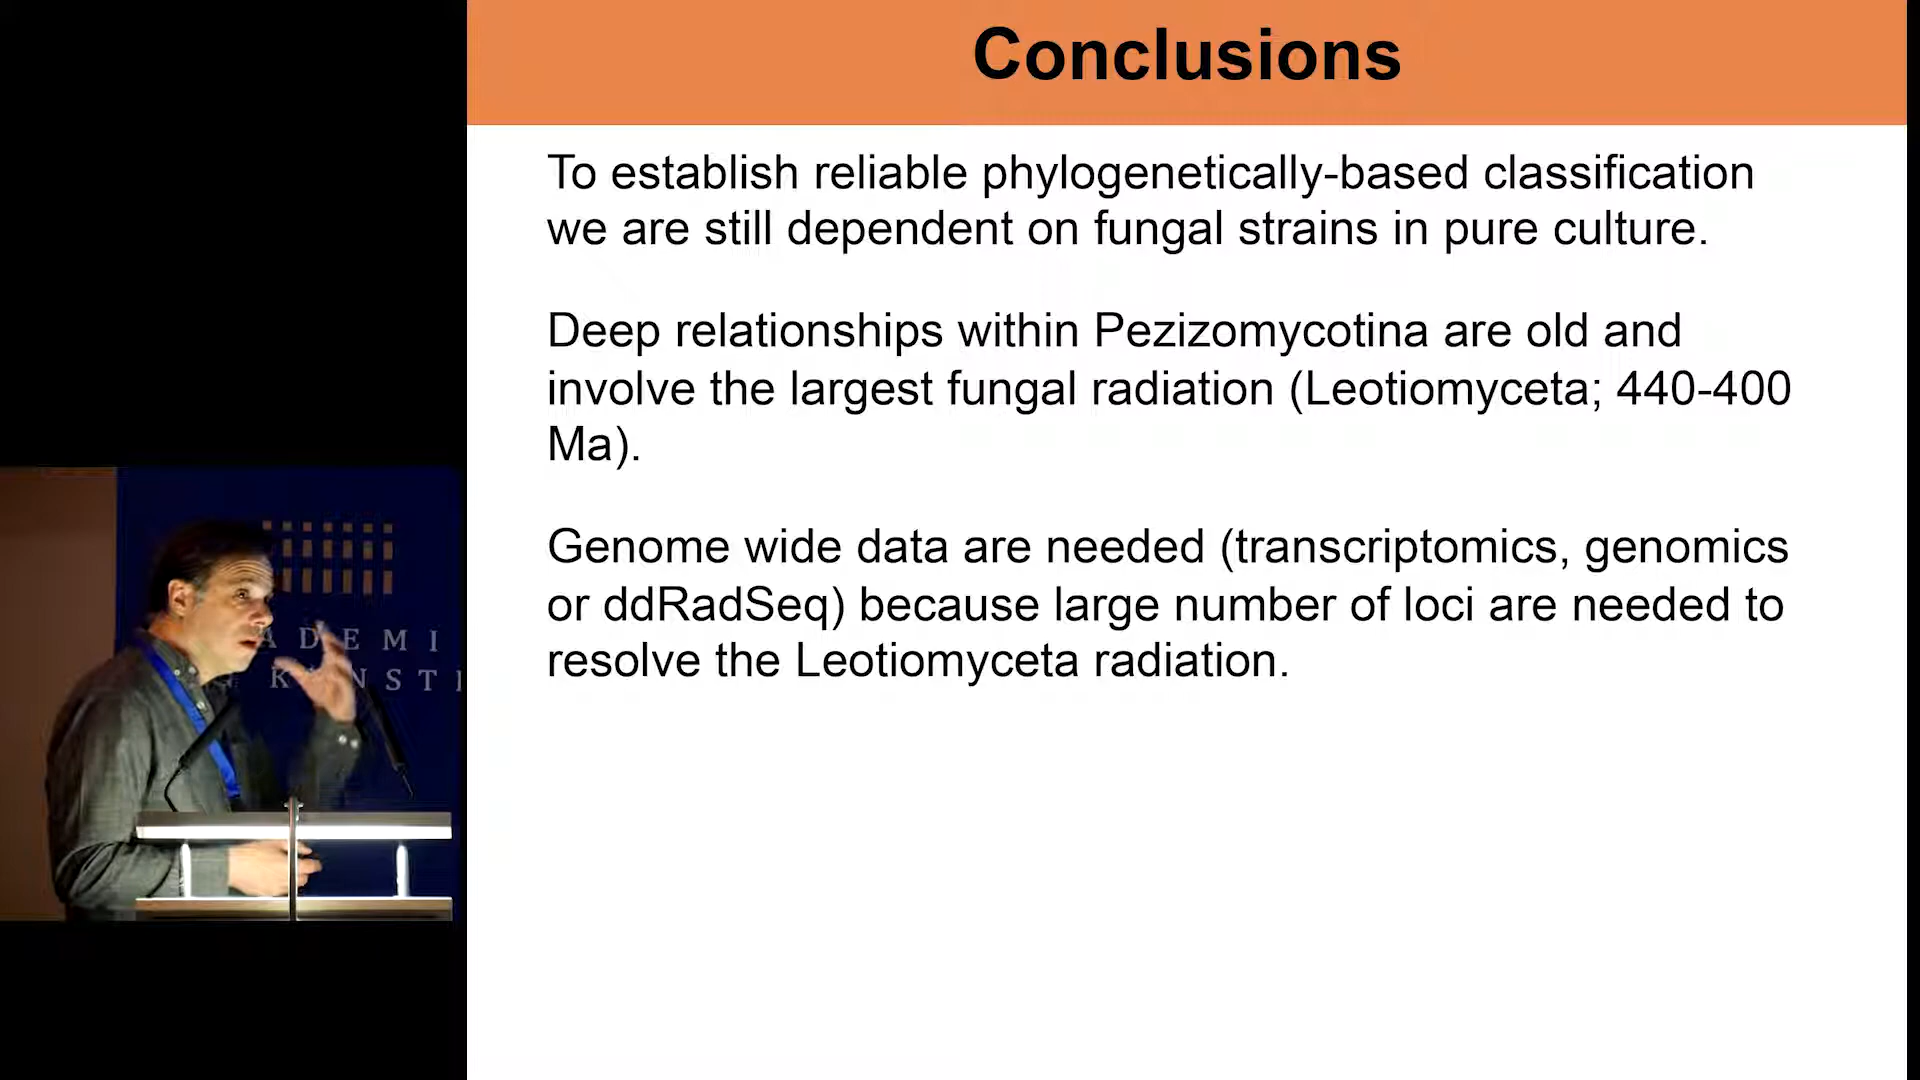 Conclusions
To establish reliable phylogenetically-based classification
we are still dependent on fungal strains in pure culture.
Deep relationships within Pezizomycotina are old and
involve the largest fungal radiation (Leotiomyceta; 440-400
Ma).
Genome wide data are needed (transcriptomics, genomics
or ddRadSeq) because large number of loci are needed to
resolve the Leotiomyceta radiation.
ADEMI
KÜNST